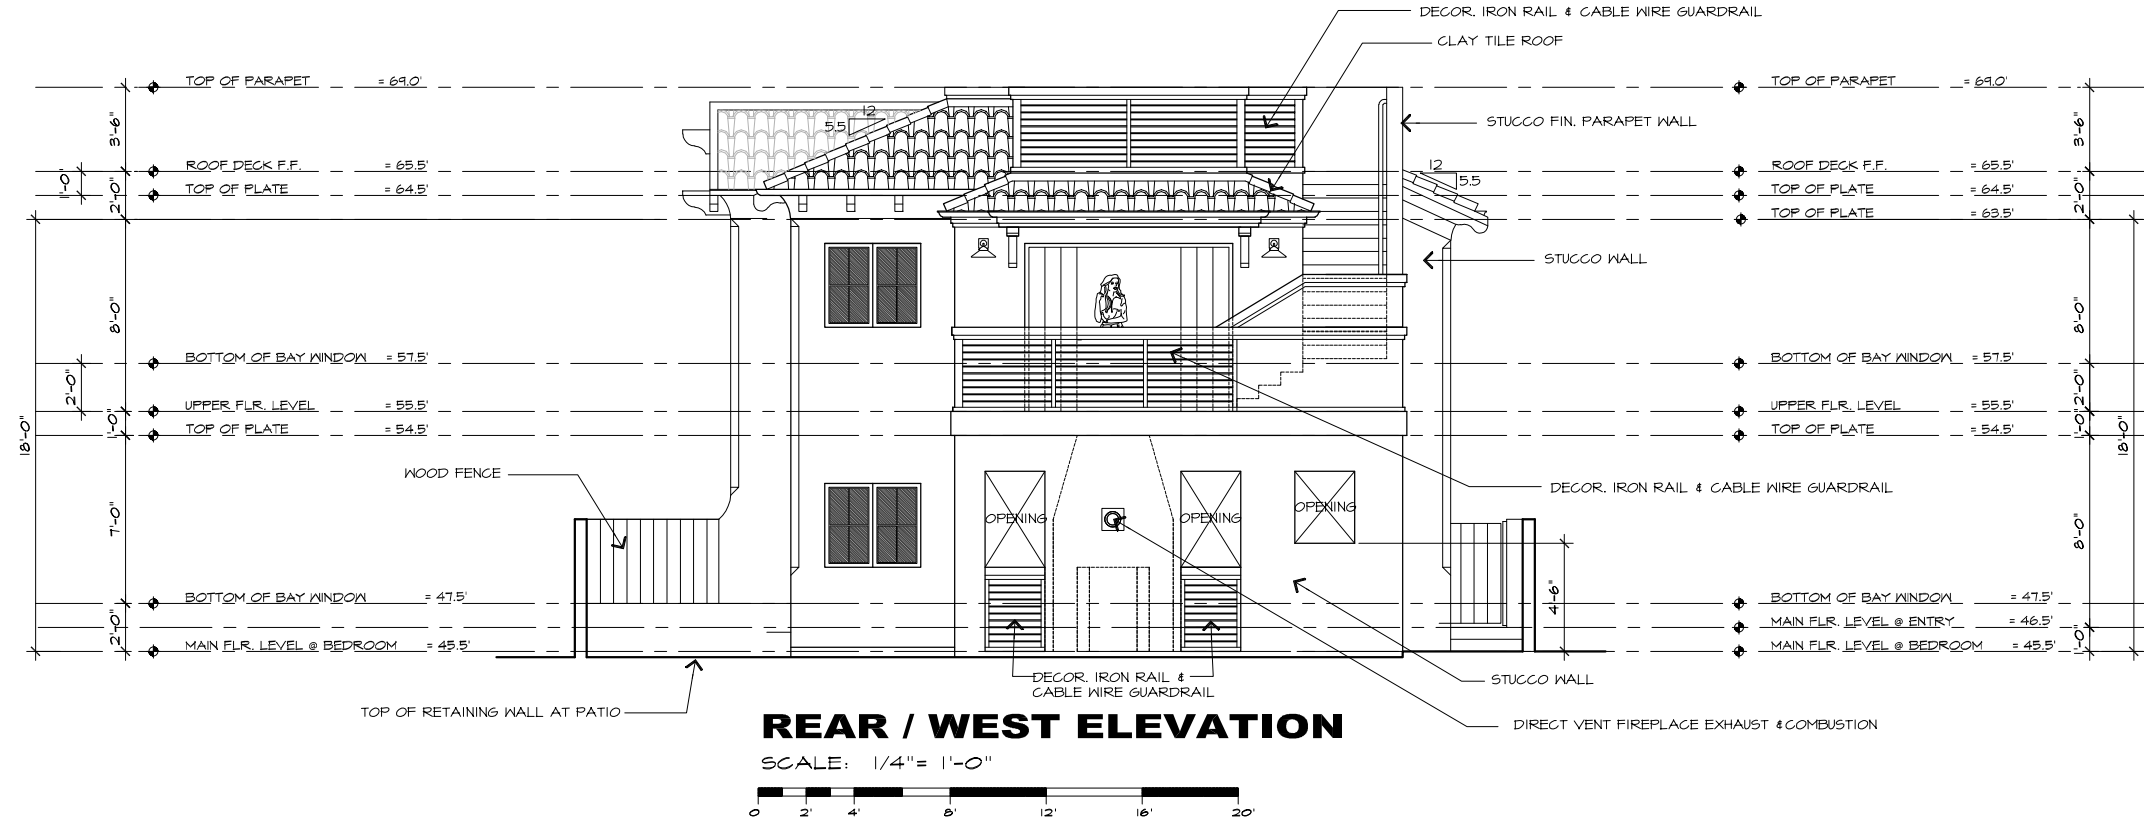 DECOR. IRON RAIL & CABLE WIRE GUARDRAIL
CLAY TILE ROOF
TOP OF PARAPET = 69.0'
TOP OF PARAPET = 69.0'
12
5.5
3'-6"
STUCCO FIN. PARAPET WALL
3'-6"
ROOF DECK F.F. = 65.5'
12
5.5
ROOF DECK F.F. = 65.5'
1'-0"
TOP OF PLATE = 64.5'
TOP OF PLATE = 64.5'
2'-0"
2'-0"
TOP OF PLATE = 63.5'
STUCCO WALL
8'-0"
8'-0"
BOTTOM OF BAY WINDOW = 57.5'
BOTTOM OF BAY WINDOW = 57.5'
2'-0"
2'-0"
UPPER FLR. LEVEL = 55.5'
UPPER FLR. LEVEL = 55.5'
1'-0"
1'-0"
TOP OF PLATE = 54.5'
TOP OF PLATE = 54.5'
18'-0"
18'-0"
WOOD FENCE
DECOR. IRON RAIL & CABLE WIRE GUARDRAIL
OPENING
OPENING
OPENING
7'-0"
8'-0"
4'-6"
BOTTOM OF BAY WINDOW = 47.5'
BOTTOM OF BAY WINDOW = 47.5'
2'-0"
MAIN FLR. LEVEL @ ENTRY = 46.5'
1'-0"
MAIN FLR. LEVEL @ BEDROOM = 45.5'
MAIN FLR. LEVEL @ BEDROOM = 45.5'
DECOR. IRON RAIL &
CABLE WIRE GUARDRAIL
STUCCO WALL
TOP OF RETAINING WALL AT PATIO
DIRECT VENT FIREPLACE EXHAUST & COMBUSTION
REAR / WEST ELEVATION
SCALE: 1/4"= 1'-0"
0 2' 4' 8' 12' 16' 20'